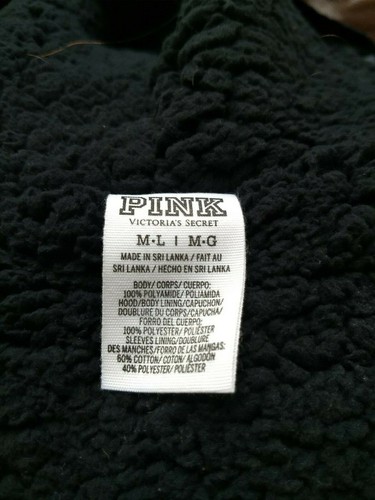 PINK
VICTORIA'S SECRET
M·L | M·G
MADE IN SRI LANKA / FAIT AU
SRI LANKA / HECHO EN SRI LANKA
BODY/ CORPS/ CUERPO:
100% POLYAMIDE/ POLIAMIDA
HOOD/BODY LINING/CAPUCHON/
DOUBLURE DU CORPS/CAPUCHA/
FORRO DEL CUERPO:
100% POLYESTER/ POLIÉSTER
SLEEVES LINING/DOUBLURE
DES MANCHES/FORRO DE LAS MANGAS:
60% COTTON/ COTON/ ALGODÓN
40% POLYESTER/ POLIÉSTER